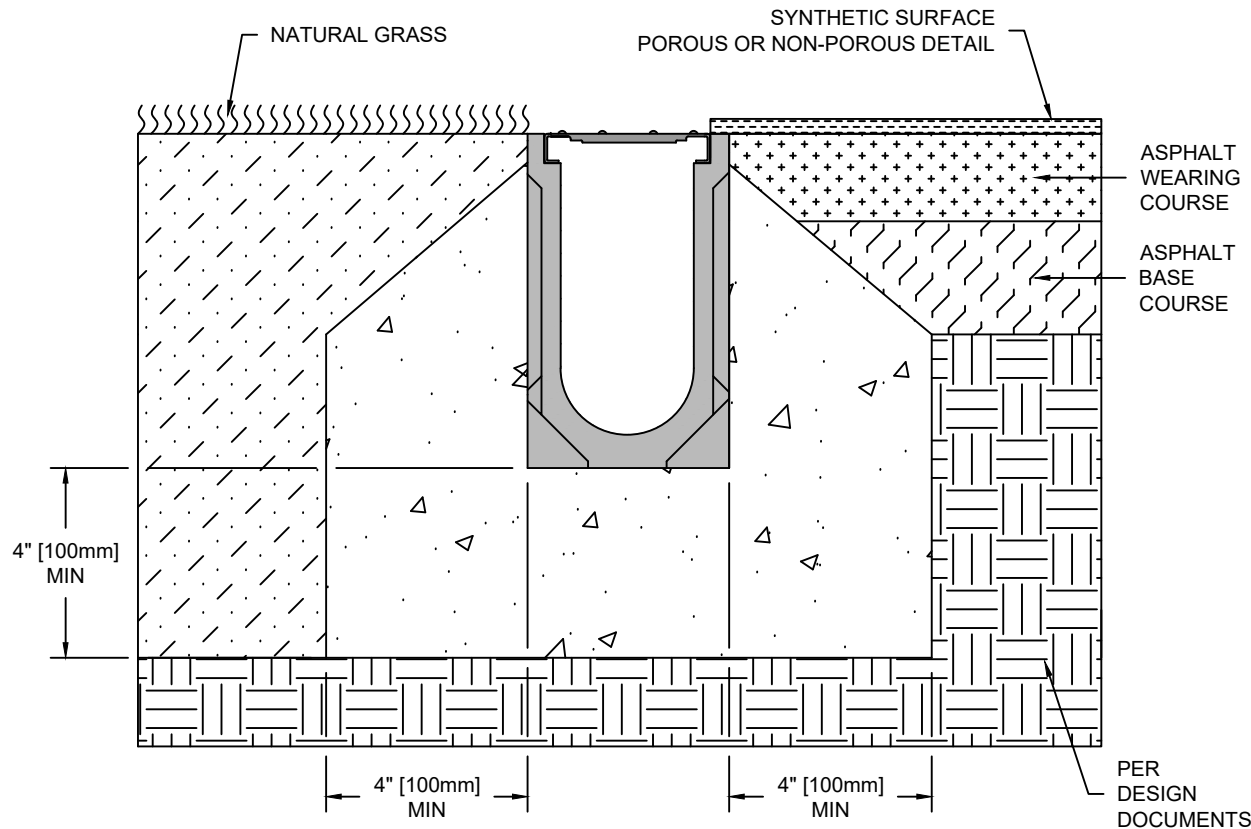 NATURAL GRASS
SYNTHETIC SURFACE
POROUS OR NON-POROUS DETAIL
ASPHALT
WEARING
COURSE
ASPHALT
BASE
COURSE
4" [100mm]
MIN
4" [100mm]
MIN
4" [100mm]
MIN
PER
DESIGN
DOCUMENTS